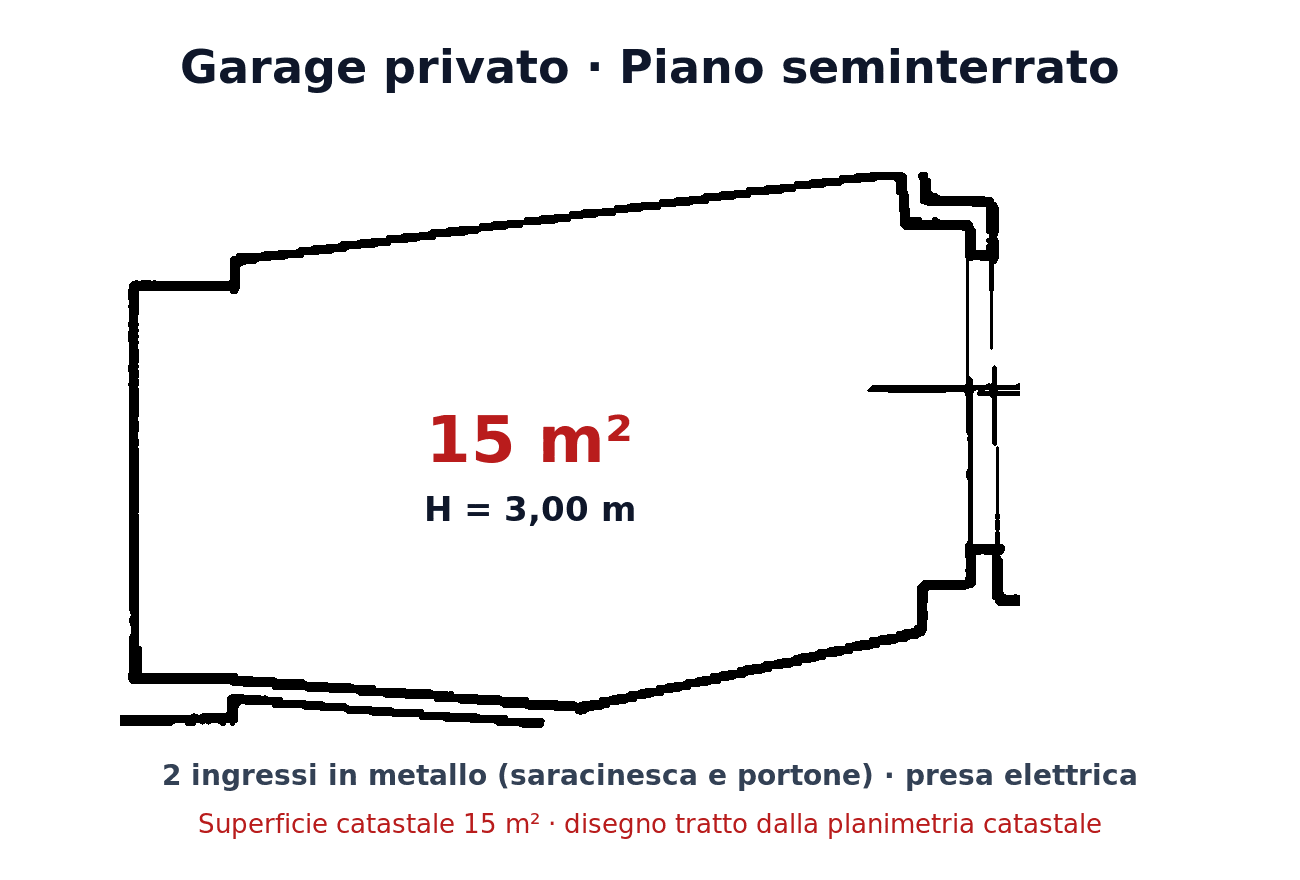 Garage privato · Piano seminterrato
15 m²
H = 3,00 m
2 ingressi in metallo (saracinesca e portone) · presa elettrica
Superficie catastale 15 m² · disegno tratto dalla planimetria catastale